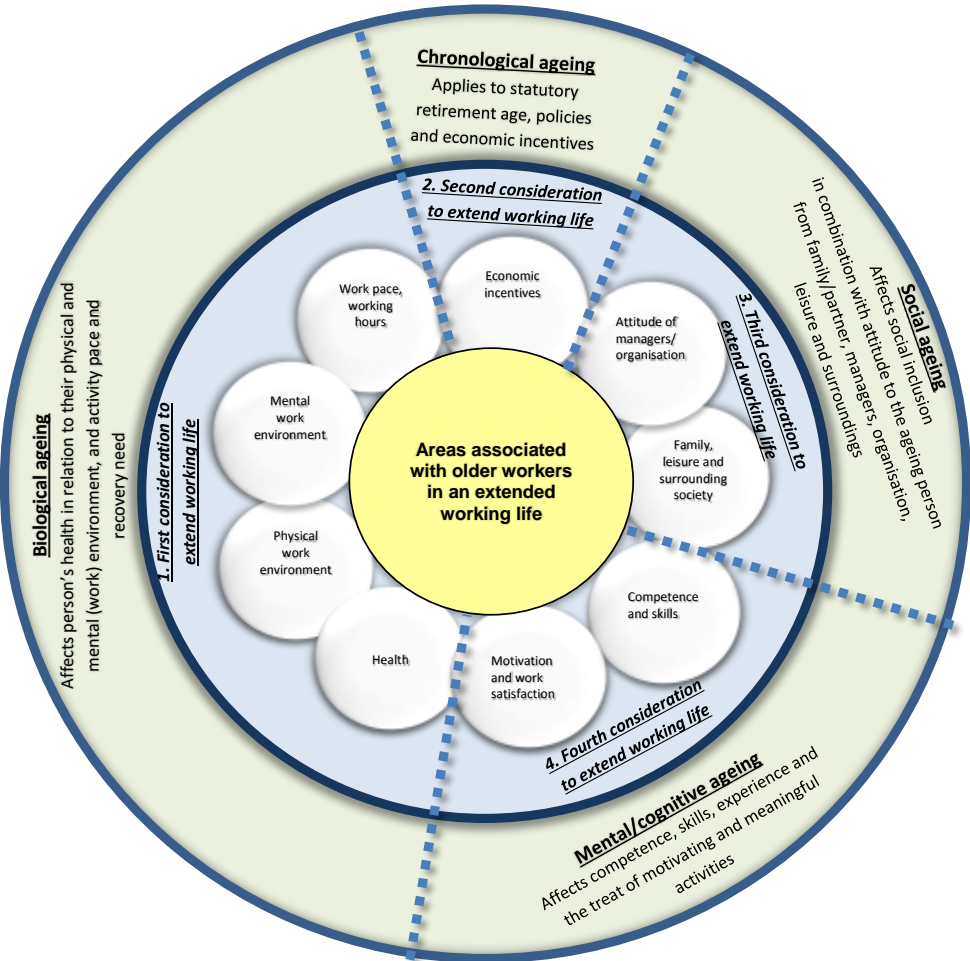 Chronological ageing
Applies to statutory
retirement age, policies
and economic incentives
2. Second consideration
to extend working life
Economic
incentives
Work pace,
working
hours
Mental
work
environment
Physical
work
environment
Health
1. First consideration to
extend working life
Biological ageing
Affects person's health in relation to their physical and
mental (work) environment, and activity pace and
recovery need
Attitude of
managers/
organisation
Family,
leisure and
surrounding
society
3. Third consideration to
extend working life
Social ageing
Affects social inclusion
in combination with attitude to the ageing person
from family/partner, managers, organisation,
leisure and surroundings
Areas associated
with older workers
in an extended
working life
Competence
and skills
Motivation
and work
satisfaction
4. Fourth consideration
to extend working life
Mental/cognitive ageing
Affects competence, skills, experience and
the treat of motivating and meaningful
activities